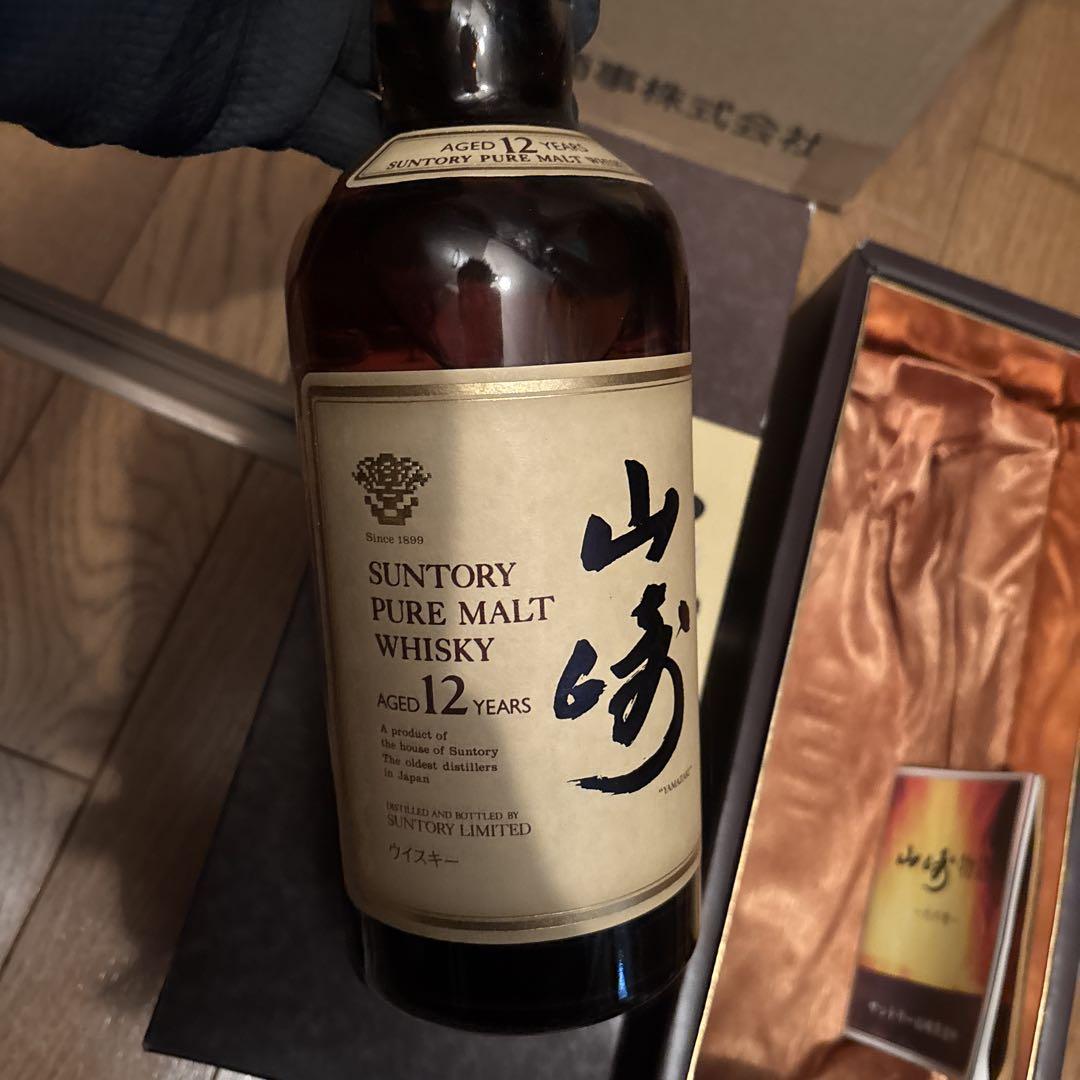 事株式会社
AGED 12 YEARS
SUNTORY PURE MALT
Since 1899
SUNTORY
PURE MALT
WHISKY
AGED 12 YEARS
A product of
the house of Suntory
The oldest distillers
in Japan
DISTILLED AND BOTTLED BY
SUNTORY LIMITED
ウイスキー
山崎
"YAMAZAKI"
山崎